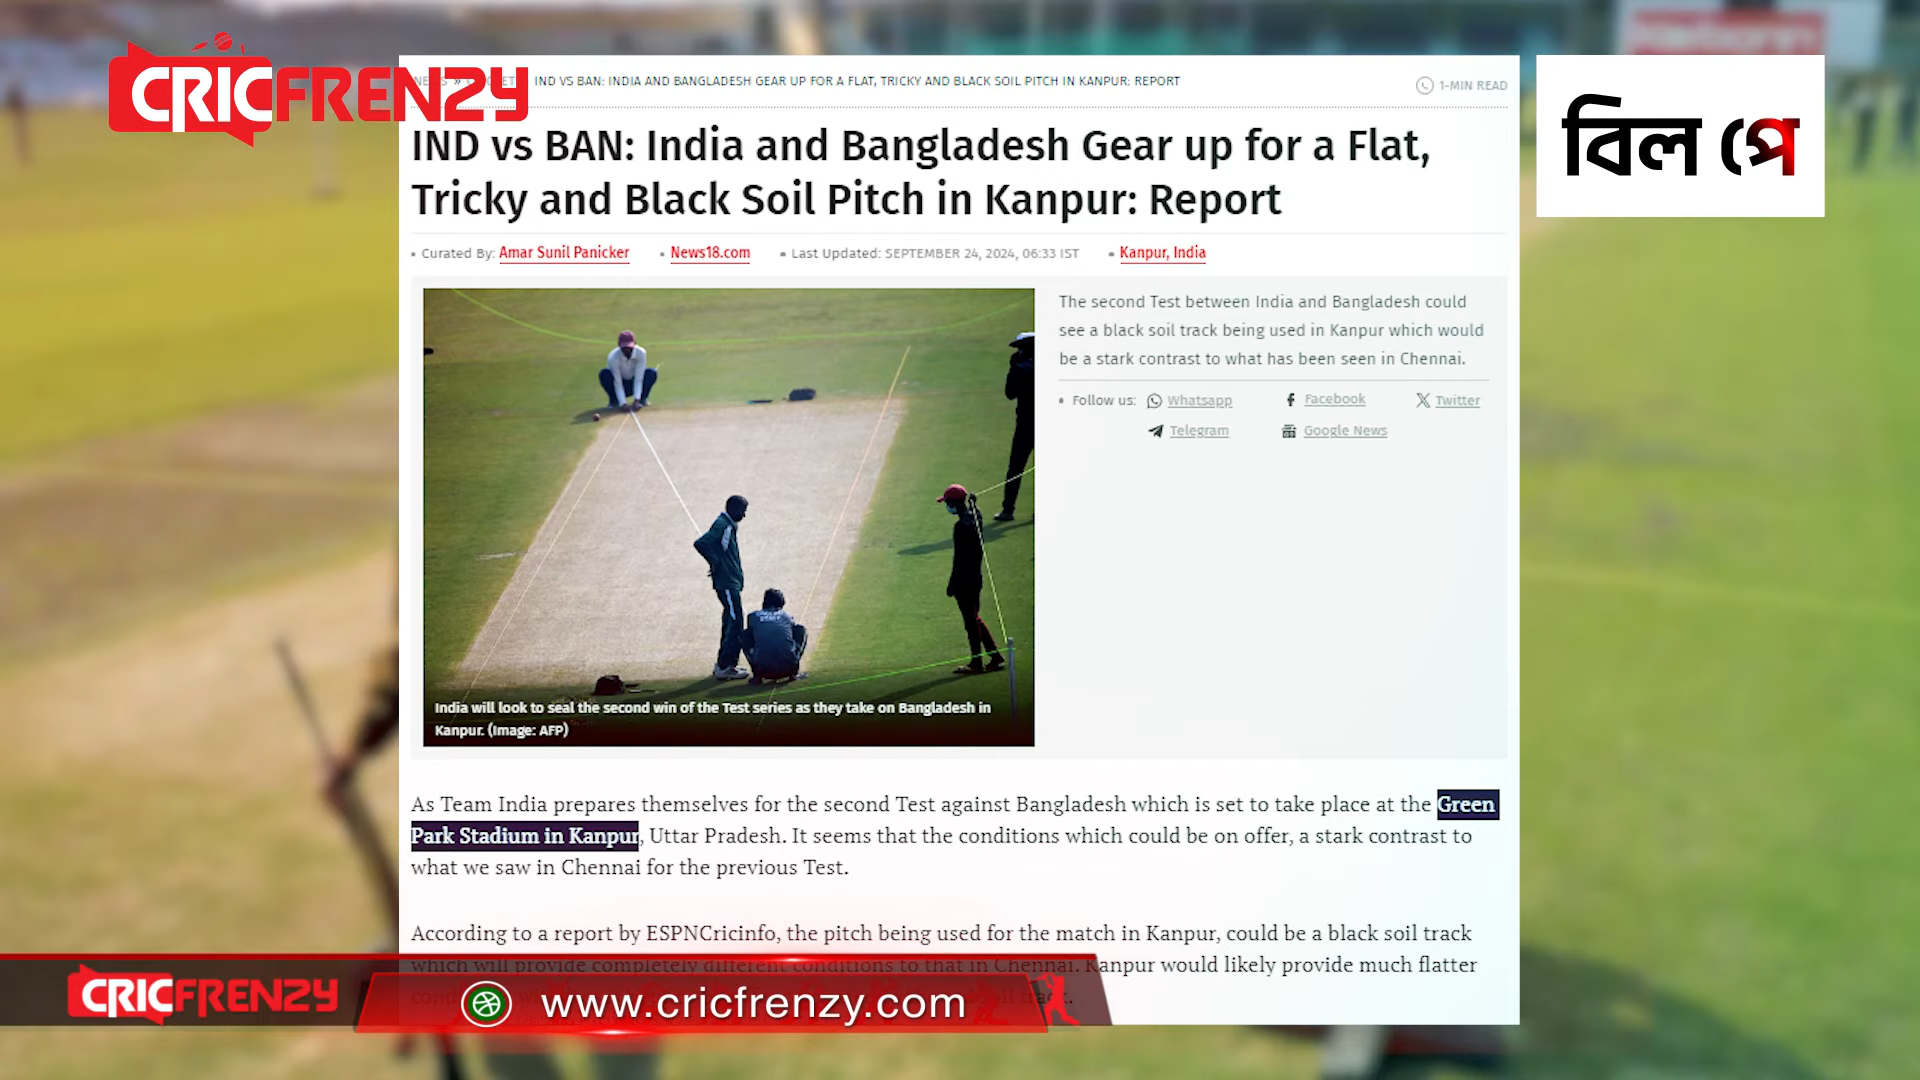 CRICFRENZY
IND VS BAN: INDIA AND BANGLADESH GEAR UP FOR A FLAT, TRICKY AND BLACK SOIL PITCH IN KANPUR: REPORT
1-MIN READ
বিল পে
IND vs BAN: India and Bangladesh Gear up for a Flat,
Tricky and Black Soil Pitch in Kanpur: Report
Curated By: Amar Sunil Panicker
News18.com
Last Updated: SEPTEMBER 24, 2024, 06:33 IST
Kanpur, India
The second Test between India and Bangladesh could
see a black soil track being used in Kanpur which would
be a stark contrast to what has been seen in Chennai.
Follow us: Whatsapp Facebook Twitter
Telegram Google News
India will look to seal the second win of the Test series as they take on Bangladesh in
Kanpur. (Image: AFP)
As Team India prepares themselves for the second Test against Bangladesh which is set to take place at the Green
Park Stadium in Kanpur, Uttar Pradesh. It seems that the conditions which could be on offer, a stark contrast to
what we saw in Chennai for the previous Test.
According to a report by ESPNCricinfo, the pitch being used for the match in Kanpur, could be a black soil track
which will provide completely different conditions to that in Chennai. Kanpur would likely provide much flatter
CRICFRENZY
www.cricfrenzy.com